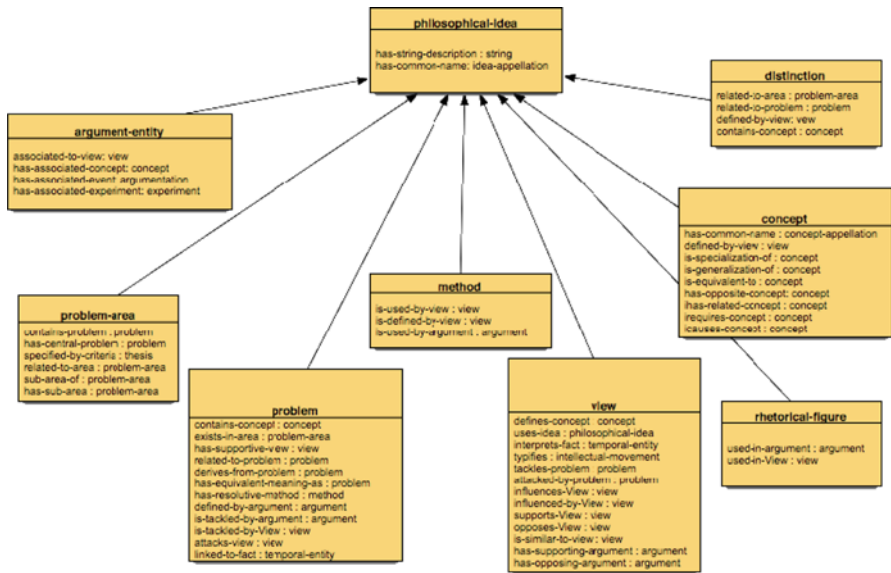 philosophical-idea
has-string-description : string
has-common-name: idea-appellation
distinction
related-to-area : problem-area
related-to-problem : problem
defined-by-view: vew
contains-concept : concept
argument-entity
associated-to-view: view
has-associated-concept: concept
has-associated-event: argumentation
has-associated-experiment: experiment
concept
has-common-name : concept-appellation
defined-by-view : view
is-specialization-of : concept
is-generalization-of : concept
is-equivalent-to : concept
has-opposite-concept: concept
ihas-related-concept : concept
irequires-concept : concept
icauses-concept : concept
method
is-used-by-view : view
is-defined-by-view : view
is-used-by-argument : argument
problem-area
contains-problem : problem
has-central-problem : problem
specified-by-criteria : thesis
related-to-area : problem-area
sub-area-of : problem-area
has-sub-area : problem-area
problem
contains-concept : concept
exists-in-area : problem-area
has-supportive-view : view
related-to-problem : problem
derives-from-problem : problem
has-equivalent-meaning-as : problem
has-resolutive-method : method
defined-by-argument : argument
is-tackled-by-argument : argument
is-tackled-by-View : view
attacks-view : view
linked-to-fact : temporal-entity
view
defines-concept : concept
uses-idea : philosophical-idea
interprets-fact : temporal-entity
typifies : intellectual-movement
tackles-problem : problem
attacked-by-problem : problem
influences-View : view
influenced-by-View : view
supports-View : view
opposes-View : view
is-similar-to-view : view
has-supporting-argument : argument
has-opposing-argument : argument
rhetorical-figure
used-in-argument : argument
used-in-View : view